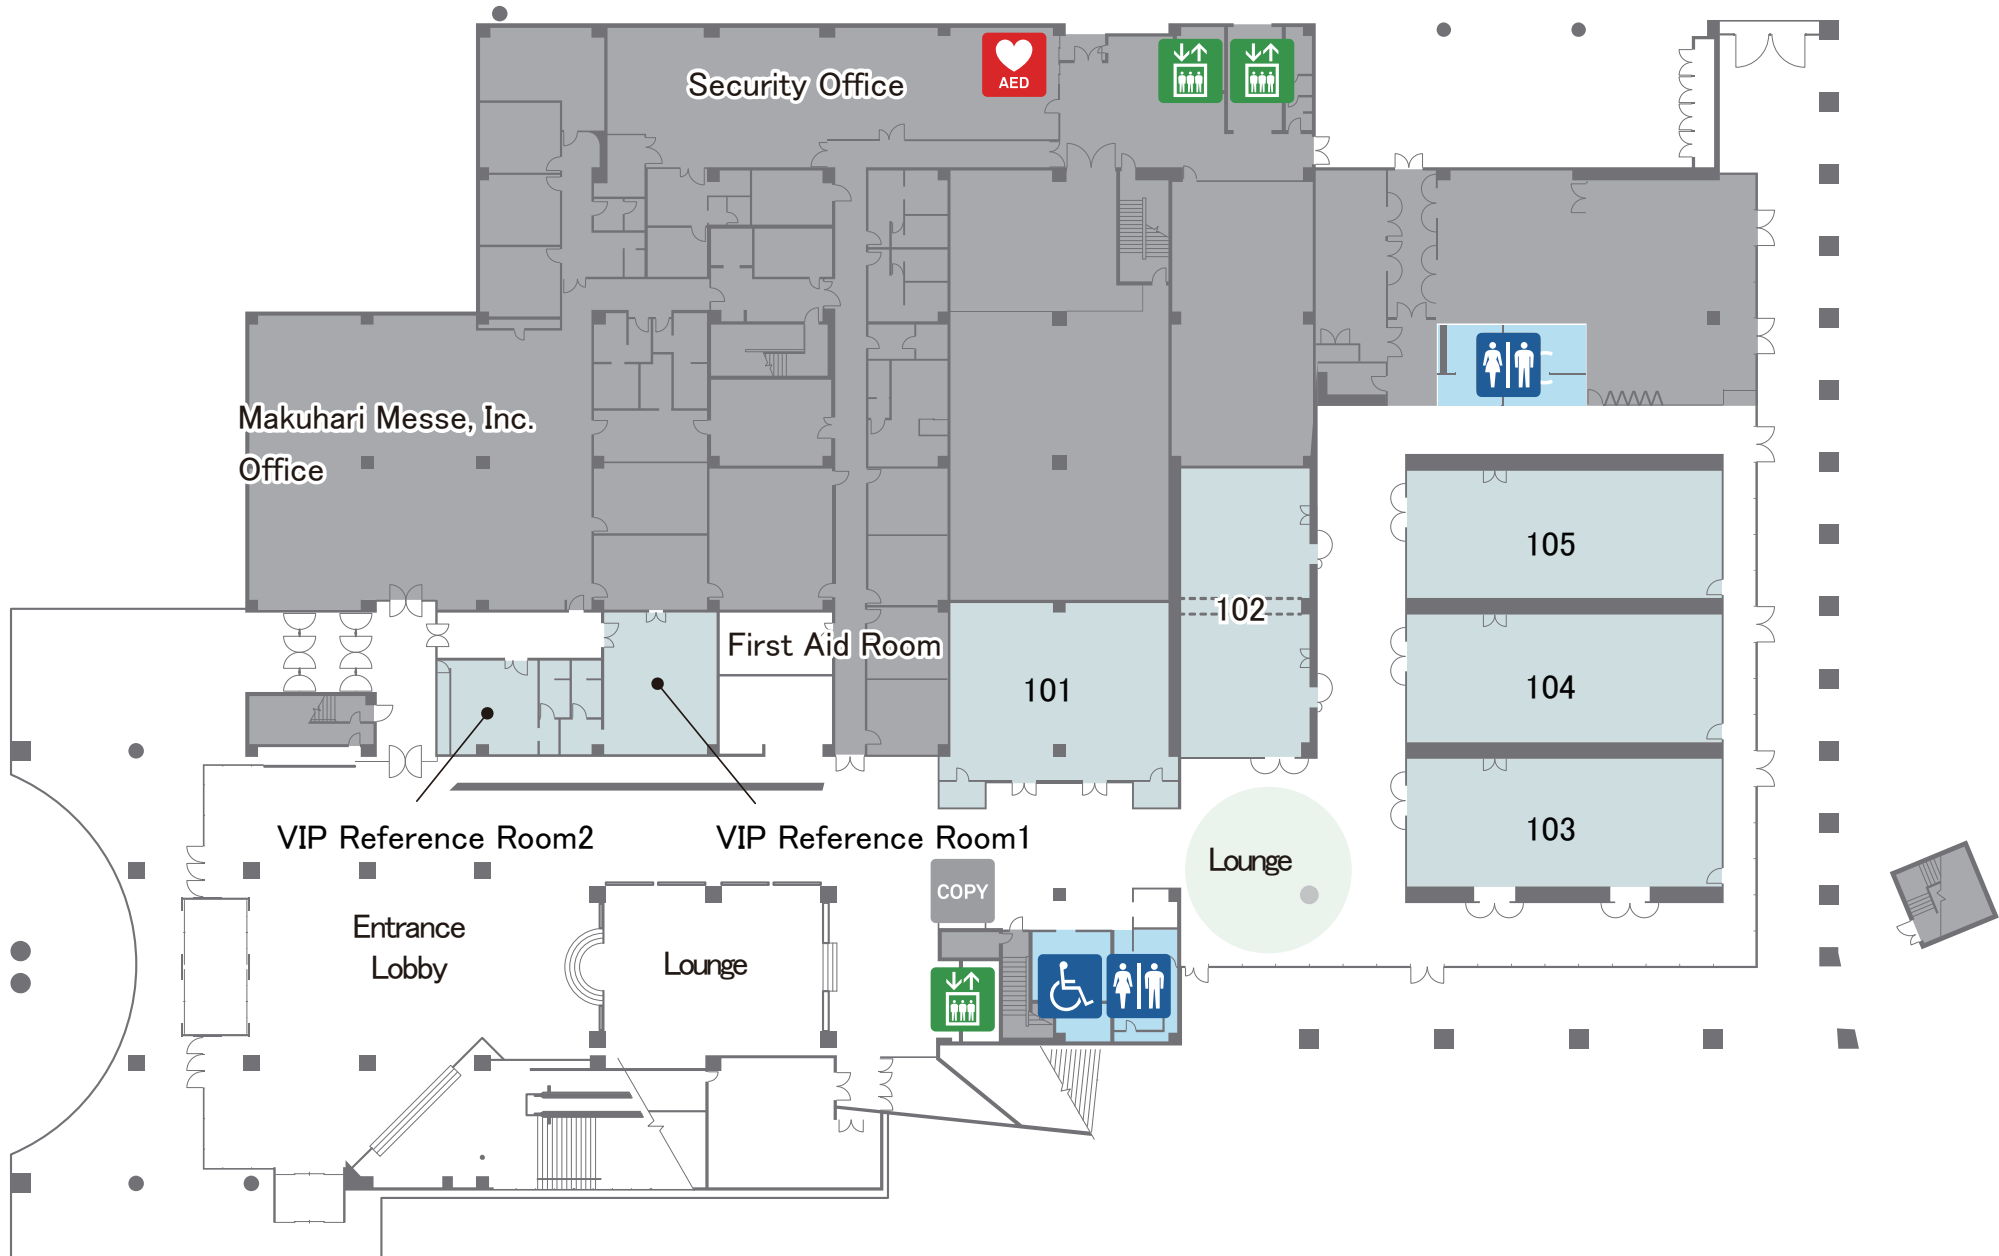 Security Office
AED
Makuhari Messe, Inc.
Office
105
102
First Aid Room
104
101
VIP Reference Room2
VIP Reference Room1
103
Lounge
COPY
Entrance
Lobby
Lounge